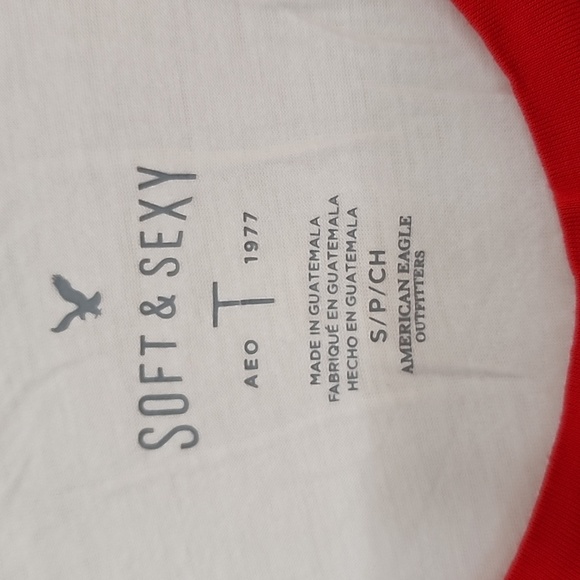 SOFT & SEXY
AEO T 1977
MADE IN GUATEMALA
FABRIQUÉ EN GUATEMALA
HECHO EN GUATEMALA
S/P/CH
AMERICAN EAGLE
OUTFITTERS